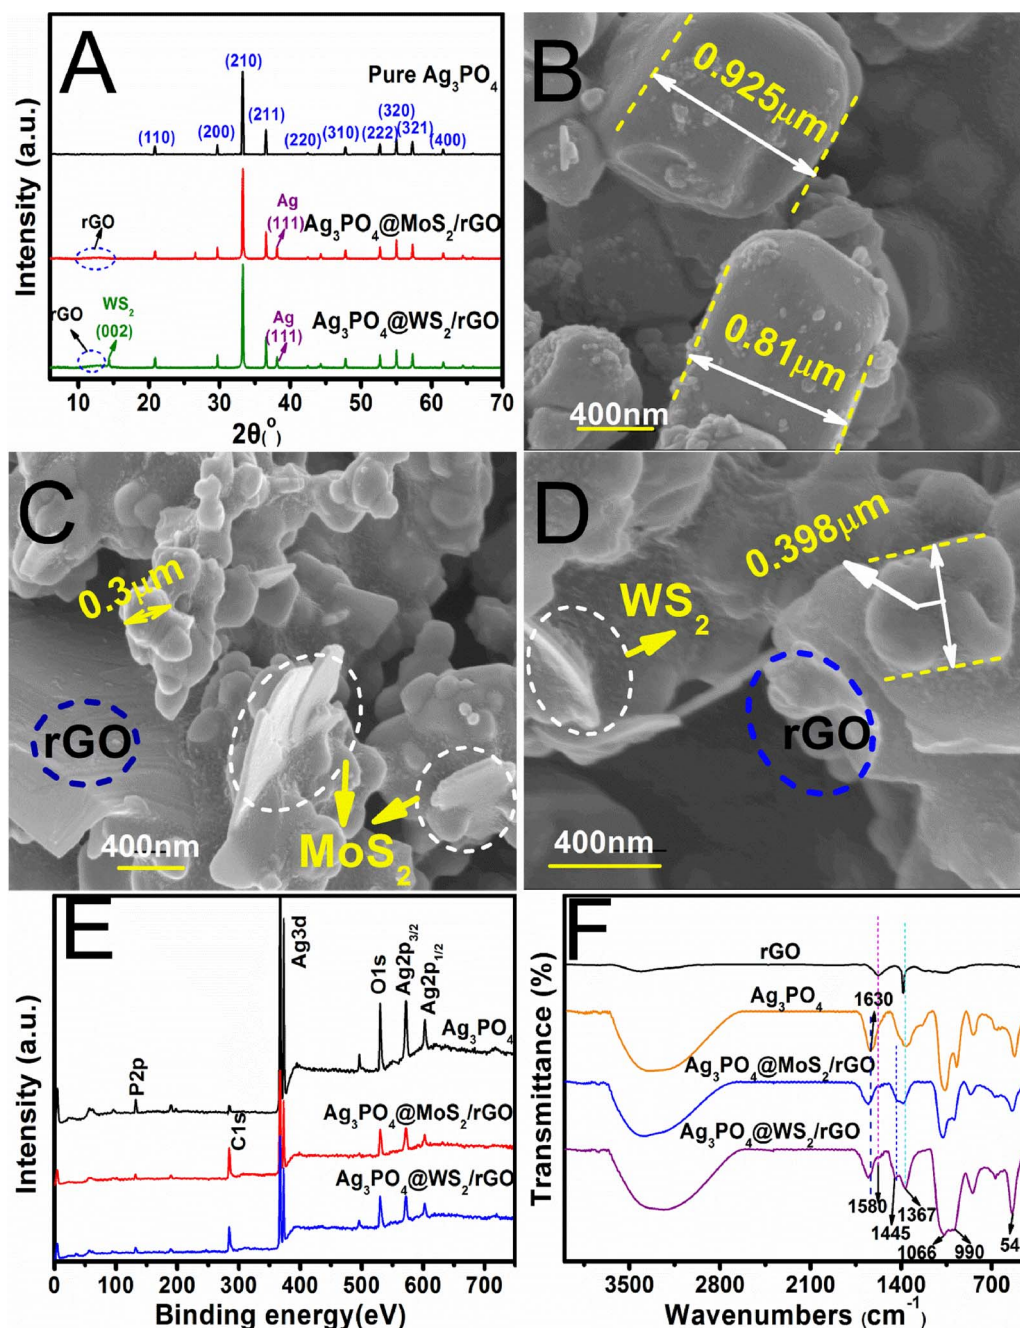 A
Pure Ag₃PO₄
(110)
(200)
(210)
(211)
(220)
(310)
(222)
(320)
(321)
(400)
rGO
Ag
(111)
Ag₃PO₄@MoS₂/rGO
rGO
WS₂
(002)
Ag
(111)
Ag₃PO₄@WS₂/rGO
Intensity (a.u.)
10 20 30 40 50 60 70
2θ(°)
B
0.925μm
0.81μm
400nm
C
0.3μm
rGO
MoS₂
400nm
D
0.398μm
WS₂
rGO
400nm
E
P2p
C1s
Ag3d
O1s
Ag2p3/2
Ag2p1/2
Ag₃PO₄
Ag₃PO₄@MoS₂/rGO
Ag₃PO₄@WS₂/rGO
Intensity (a.u.)
0 100 200 300 400 500 600 700
Binding energy(eV)
F
rGO
Ag₃PO₄
1630
Ag₃PO₄@MoS₂/rGO
Ag₃PO₄@WS₂/rGO
1580
1445
1367
1066
990
54
Transmittance (%)
3500 2800 2100 1400 700
Wavenumbers (cm⁻¹)